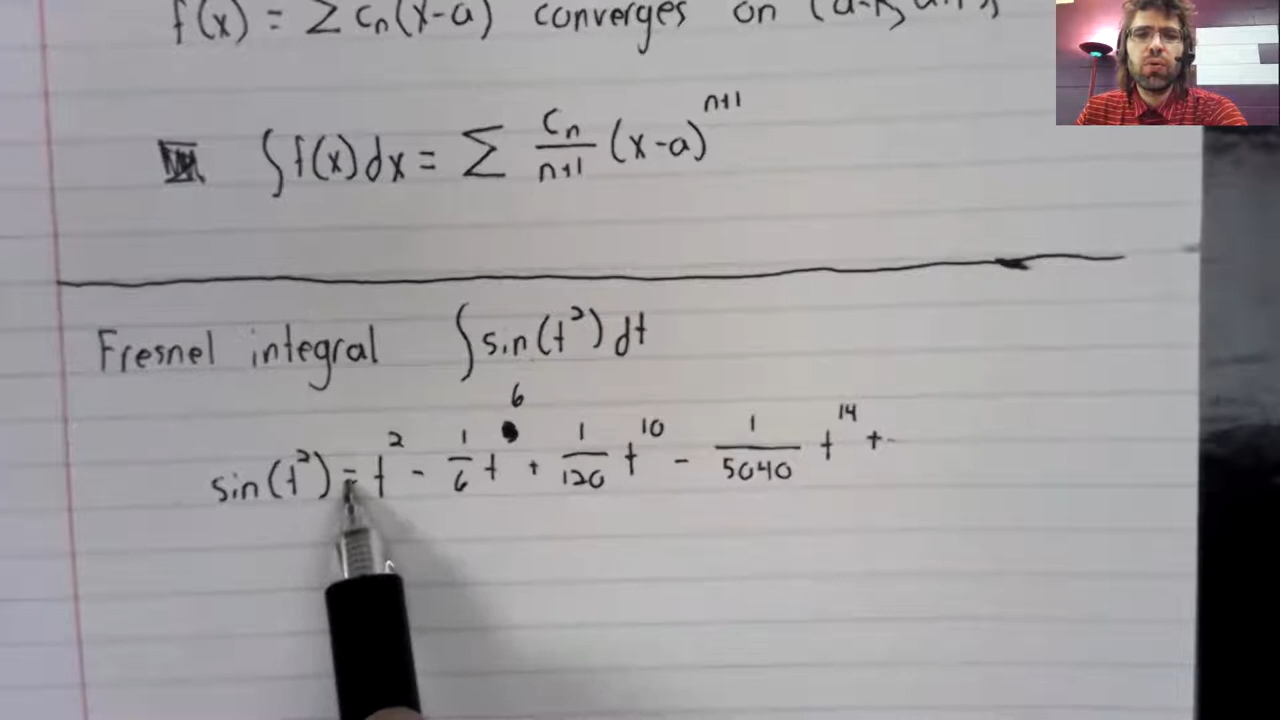 f(x) = Σ cn(x-a) converges on (a-R, a+R)
∫f(x)dx = Σ cn/n+1 (x-a)^n+1
Fresnel integral ∫sin(t²)dt
sin(t²) = t² - 1/6 t⁶ + 1/120 t¹⁰ - 1/5040 t¹⁴ + -